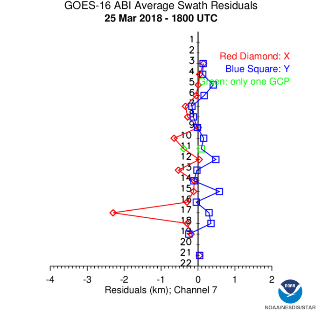 GOES-16 ABI Average Swath Residuals
25 Mar 2018 - 1800 UTC
1
2
Red Diamond: X
3
Blue Square: Y
4
Green: only one GCP
5
6
7
8
9
10
11
12
13
14
15
16
17
18
19
20
21
22
-4 -3 -2 -1 0 1 2
Residuals (km); Channel 7
NOAA/NESDIS/STAR